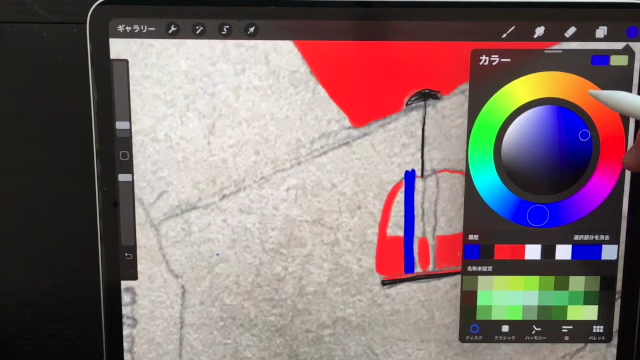 ギャラリー
カラー
履歴 選択部分を消去
名称未設定
ディスク クラシック ハーモニー 値 パレット